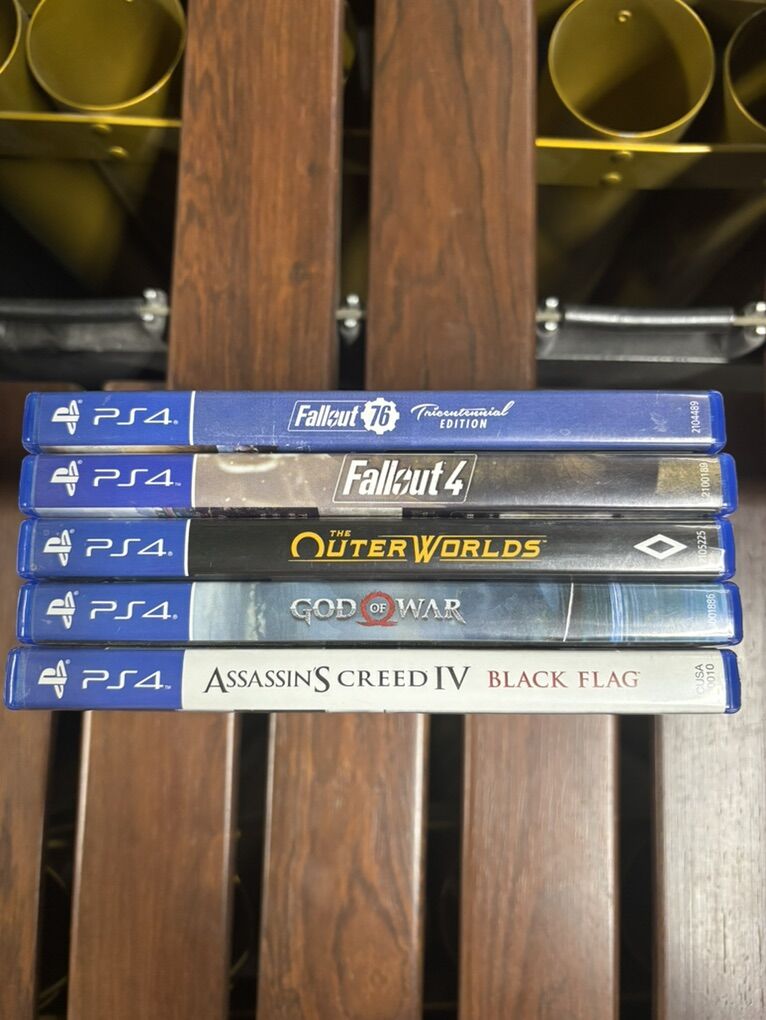 PS4 Fallout 76 Tricentennial EDITION 2104489
PS4 Fallout 4 2100189
PS4 THE OUTER WORLDS
PS4 GOD OF WAR
PS4 ASSASSIN'S CREED IV BLACK FLAG CUSA